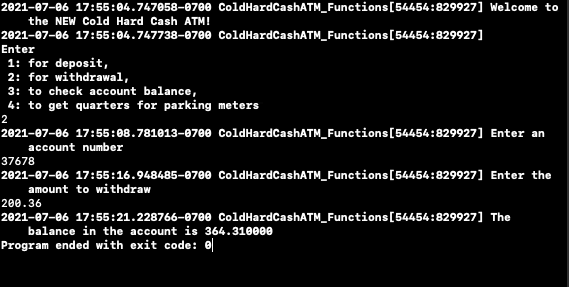 2021-07-06 17:55:04.747058-0700 ColdHardCashATM_Functions[54454:829927] Welcome to
the NEW Cold Hard Cash ATM!
2021-07-06 17:55:04.747738-0700 ColdHardCashATM_Functions[54454:829927]
Enter
1: for deposit,
2: for withdrawal,
3: to check account balance,
4: to get quarters for parking meters
2
2021-07-06 17:55:08.781013-0700 ColdHardCashATM_Functions[54454:829927] Enter an
account number
37678
2021-07-06 17:55:16.948485-0700 ColdHardCashATM_Functions[54454:829927] Enter the
amount to withdraw
200.36
2021-07-06 17:55:21.228766-0700 ColdHardCashATM_Functions[54454:829927] The
balance in the account is 364.310000
Program ended with exit code: 0